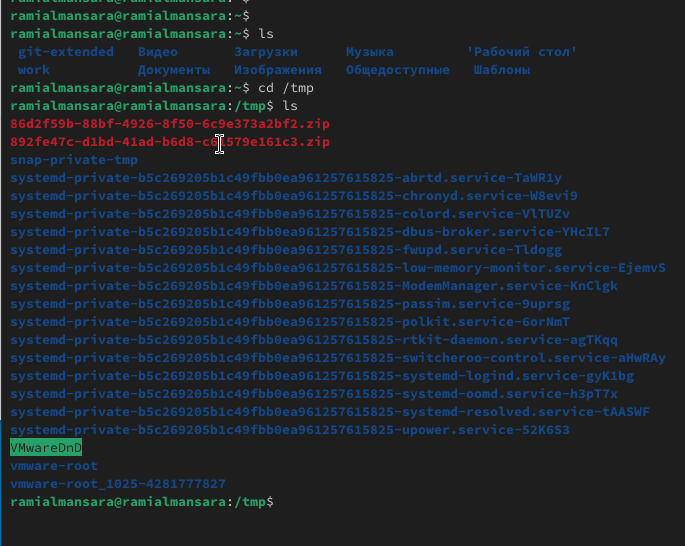 ramialmansara@ramialmansara:~$
ramialmansara@ramialmansara:~$ ls
git-extended Видео Загрузки Музыка 'Рабочий стол'
work Документы Изображения Общедоступные Шаблоны
ramialmansara@ramialmansara:~$ cd /tmp
ramialmansara@ramialmansara:/tmp$ ls
86d2f59b-88bf-4926-8f50-6c9e373a2bf2.zip
892fe47c-d1bd-41ad-b6d8-c61579e161c3.zip
snap-private-tmp
systemd-private-b5c269205b1c49fbb0ea961257615825-abrtd.service-TaWR1y
systemd-private-b5c269205b1c49fbb0ea961257615825-chronyd.service-W8evi9
systemd-private-b5c269205b1c49fbb0ea961257615825-colord.service-VlTUZv
systemd-private-b5c269205b1c49fbb0ea961257615825-dbus-broker.service-YHcIL7
systemd-private-b5c269205b1c49fbb0ea961257615825-fwupd.service-Tldogg
systemd-private-b5c269205b1c49fbb0ea961257615825-low-memory-monitor.service-EjemvS
systemd-private-b5c269205b1c49fbb0ea961257615825-ModemManager.service-KnClgk
systemd-private-b5c269205b1c49fbb0ea961257615825-passim.service-9uprsg
systemd-private-b5c269205b1c49fbb0ea961257615825-polkit.service-6orNmT
systemd-private-b5c269205b1c49fbb0ea961257615825-rtkit-daemon.service-agTKqq
systemd-private-b5c269205b1c49fbb0ea961257615825-switcheroo-control.service-aHwRAy
systemd-private-b5c269205b1c49fbb0ea961257615825-systemd-logind.service-gyK1bg
systemd-private-b5c269205b1c49fbb0ea961257615825-systemd-oomd.service-h3pT7x
systemd-private-b5c269205b1c49fbb0ea961257615825-systemd-resolved.service-tAASWF
systemd-private-b5c269205b1c49fbb0ea961257615825-upower.service-52K6S3
VMwareDnD
vmware-root
vmware-root_1025-4281777827
ramialmansara@ramialmansara:/tmp$